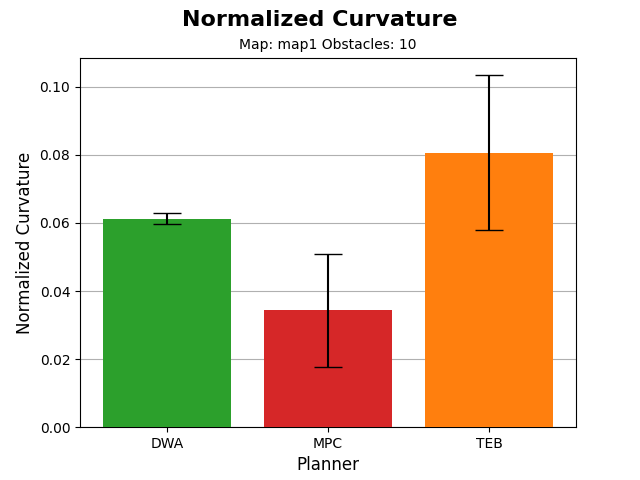 Normalized Curvature
Map: map1 Obstacles: 10
Normalized Curvature
0.10
0.08
0.06
0.04
0.02
0.00
DWA MPC TEB
Planner